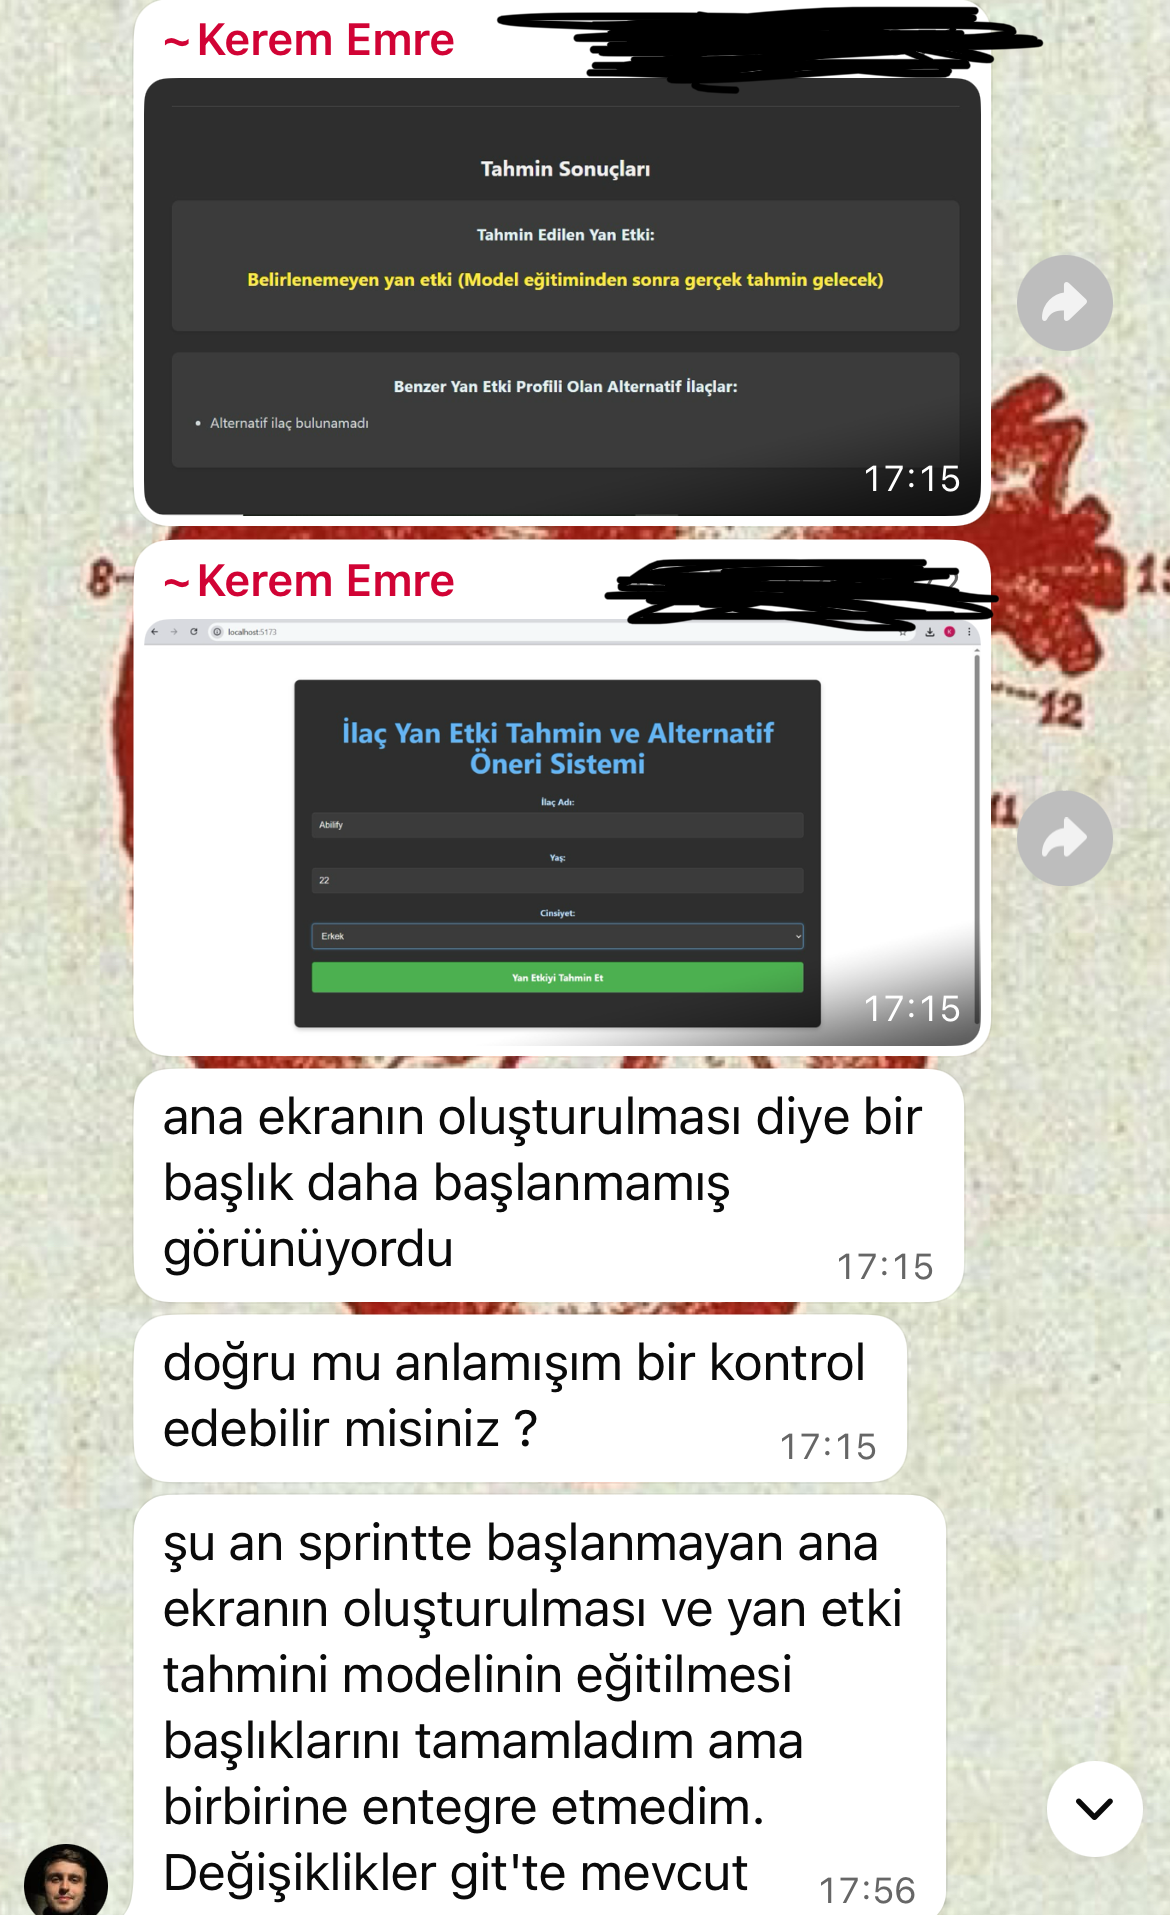 ~Kerem Emre
Tahmin Sonuçları
Tahmin Edilen Yan Etki:
Belirlenemeyen yan etki (Model eğitiminden sonra gerçek tahmin gelecek)
Benzer Yan Etki Profili Olan Alternatif İlaçlar:
• Alternatif ilaç bulunamadı
17:15
8
~Kerem Emre
2
localhost:5173
K
İlaç Yan Etki Tahmin ve Alternatif
Öneri Sistemi
İlaç Adı:
Abilify
Yaş:
22
Cinsiyet:
Erkek
Yan Etkiyi Tahmin Et
17:15
12
11
ana ekranın oluşturulması diye bir
başlık daha başlanmamış
görünüyordu
17:15
doğru mu anlamışım bir kontrol
edebilir misiniz ?
17:15
şu an sprintte başlanmayan ana
ekranın oluşturulması ve yan etki
tahmini modelinin eğitilmesi
başlıklarını tamamladım ama
birbirine entegre etmedim.
Değişiklikler git'te mevcut
17:56